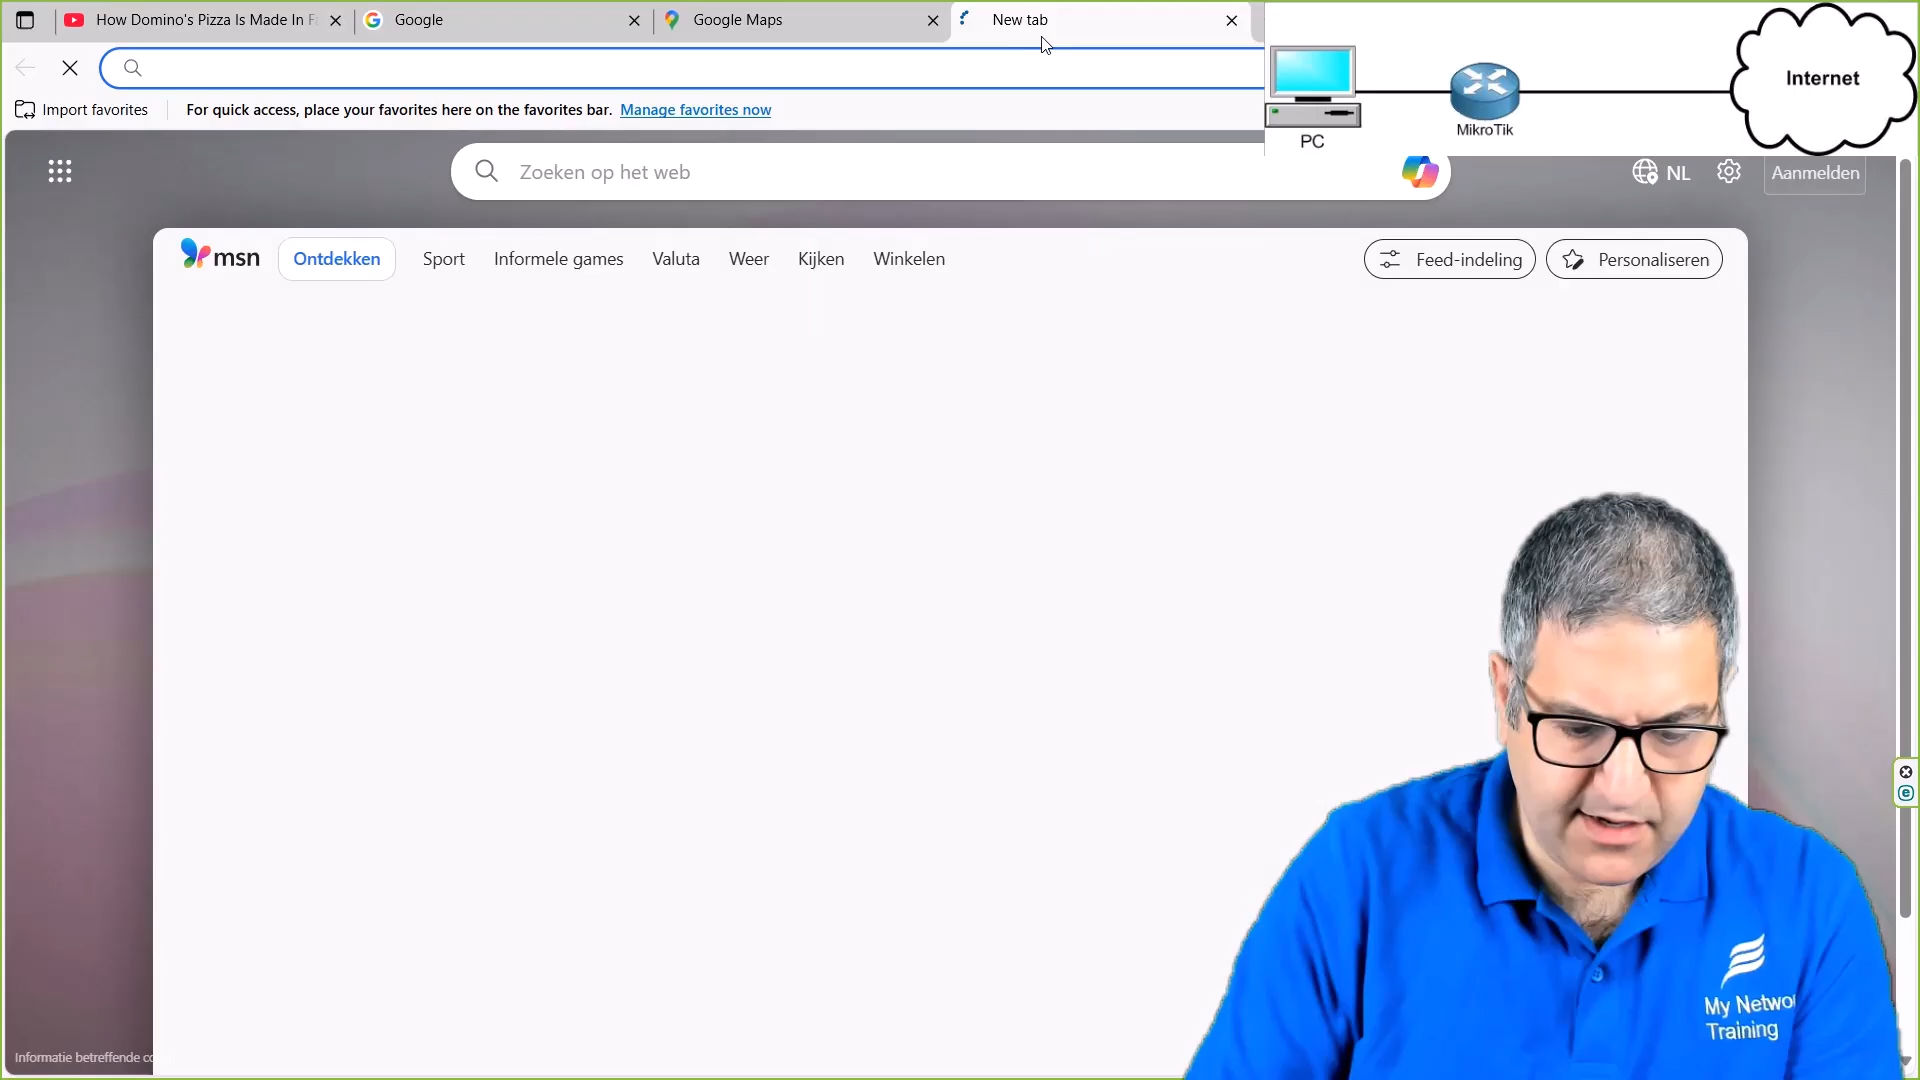 How Domino's Pizza Is Made In
Google
Google Maps
New tab
Import favorites
For quick access, place your favorites here on the favorites bar. Manage favorites now
PC
MikroTik
Internet
Zoeken op het web
NL
Aanmelden
msn
Ontdekken
Sport
Informele games
Valuta
Weer
Kijken
Winkelen
Feed-indeling
Personaliseren
My Netwo
Training
Informatie betreffende